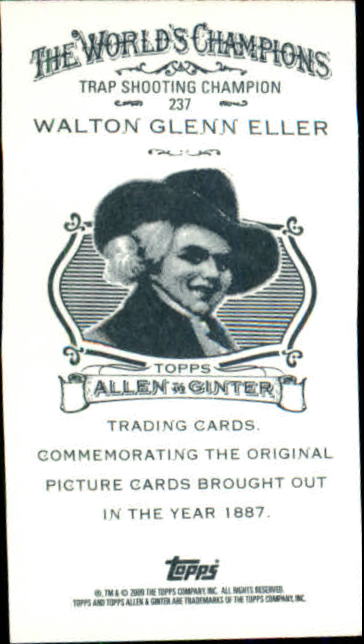 THE WORLD'S CHAMPIONS
TRAP SHOOTING CHAMPION
237
WALTON GLENN ELLER
TOPPS
ALLEN & GINTER
TRADING CARDS.
COMMEMORATING THE ORIGINAL
PICTURE CARDS BROUGHT OUT
IN THE YEAR 1887.
topps
®, TM & © 2009 THE TOPPS COMPANY, INC. ALL RIGHTS RESERVED.
TOPPS AND TOPPS ALLEN & GINTER ARE TRADEMARKS OF THE TOPPS COMPANY, INC.